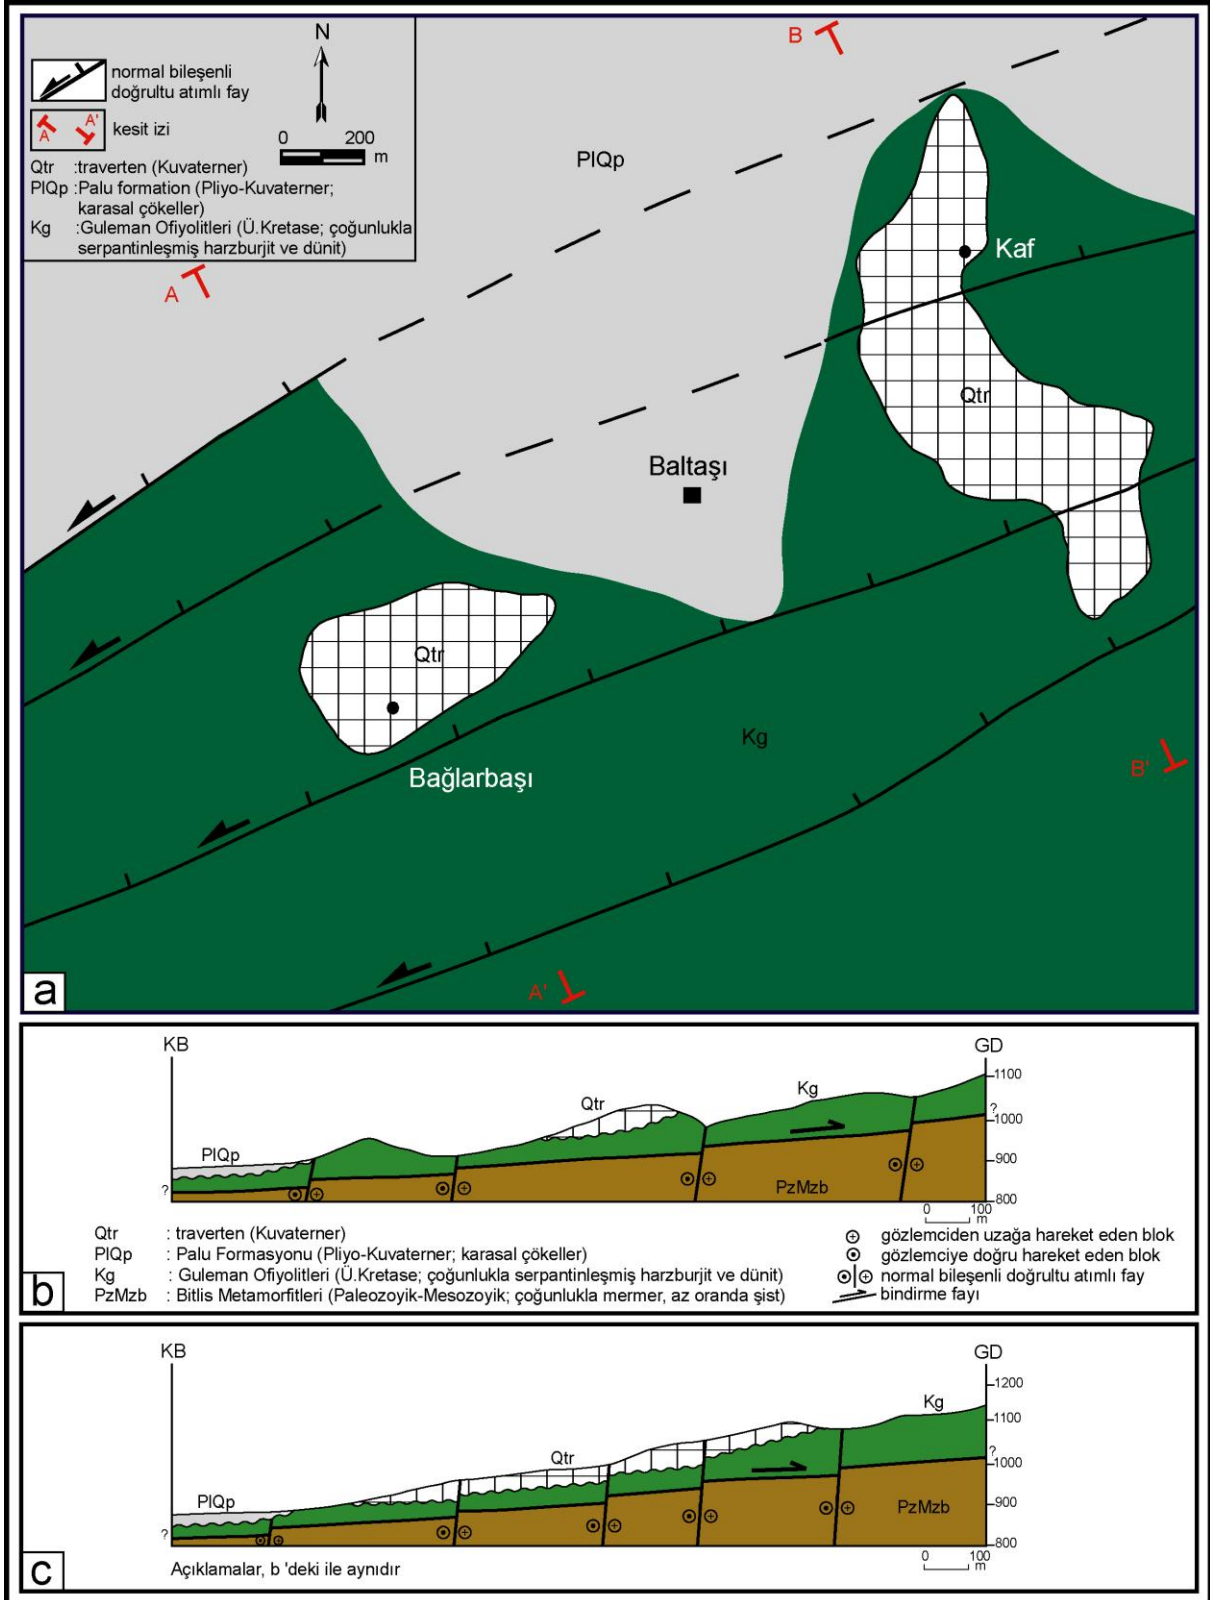 N
normal bileşenli
doğrultu atımlı fay
A A'
kesit izi
0 200
m
Qtr :traverten (Kuvaterner)
PlQp :Palu formation (Pliyo-Kuvaterner;
karasal çökeller)
Kg :Guleman Ofiyolitleri (Ü.Kretase; çoğunlukla
serpantinleşmiş harzburjit ve dünit)
B
PlQp
A
Kaf
Qtr
Baltaşı
Qtr
Kg
B'
Bağlarbaşı
A'
a
KB
GD
1100
Kg
Qtr
?
1000
PlQp
900
?
PzMzb
800
0 100
m
Qtr : traverten (Kuvaterner)
PlQp : Palu Formasyonu (Pliyo-Kuvaterner; karasal çökeller)
Kg : Guleman Ofiyolitleri (Ü.Kretase; çoğunlukla serpantinleşmiş harzburjit ve dünit)
PzMzb : Bitlis Metamorfitleri (Paleozoyik-Mesozoyik; çoğunlukla mermer, az oranda şist)
gözlemciden uzağa hareket eden blok
gözlemciye doğru hareket eden blok
normal bileşenli doğrultu atımlı fay
bindirme fayı
b
KB
GD
1200
Kg
1100
Qtr
?
1000
PlQp
900
PzMzb
?
800
0 100
m
Açıklamalar, b 'deki ile aynıdır
c